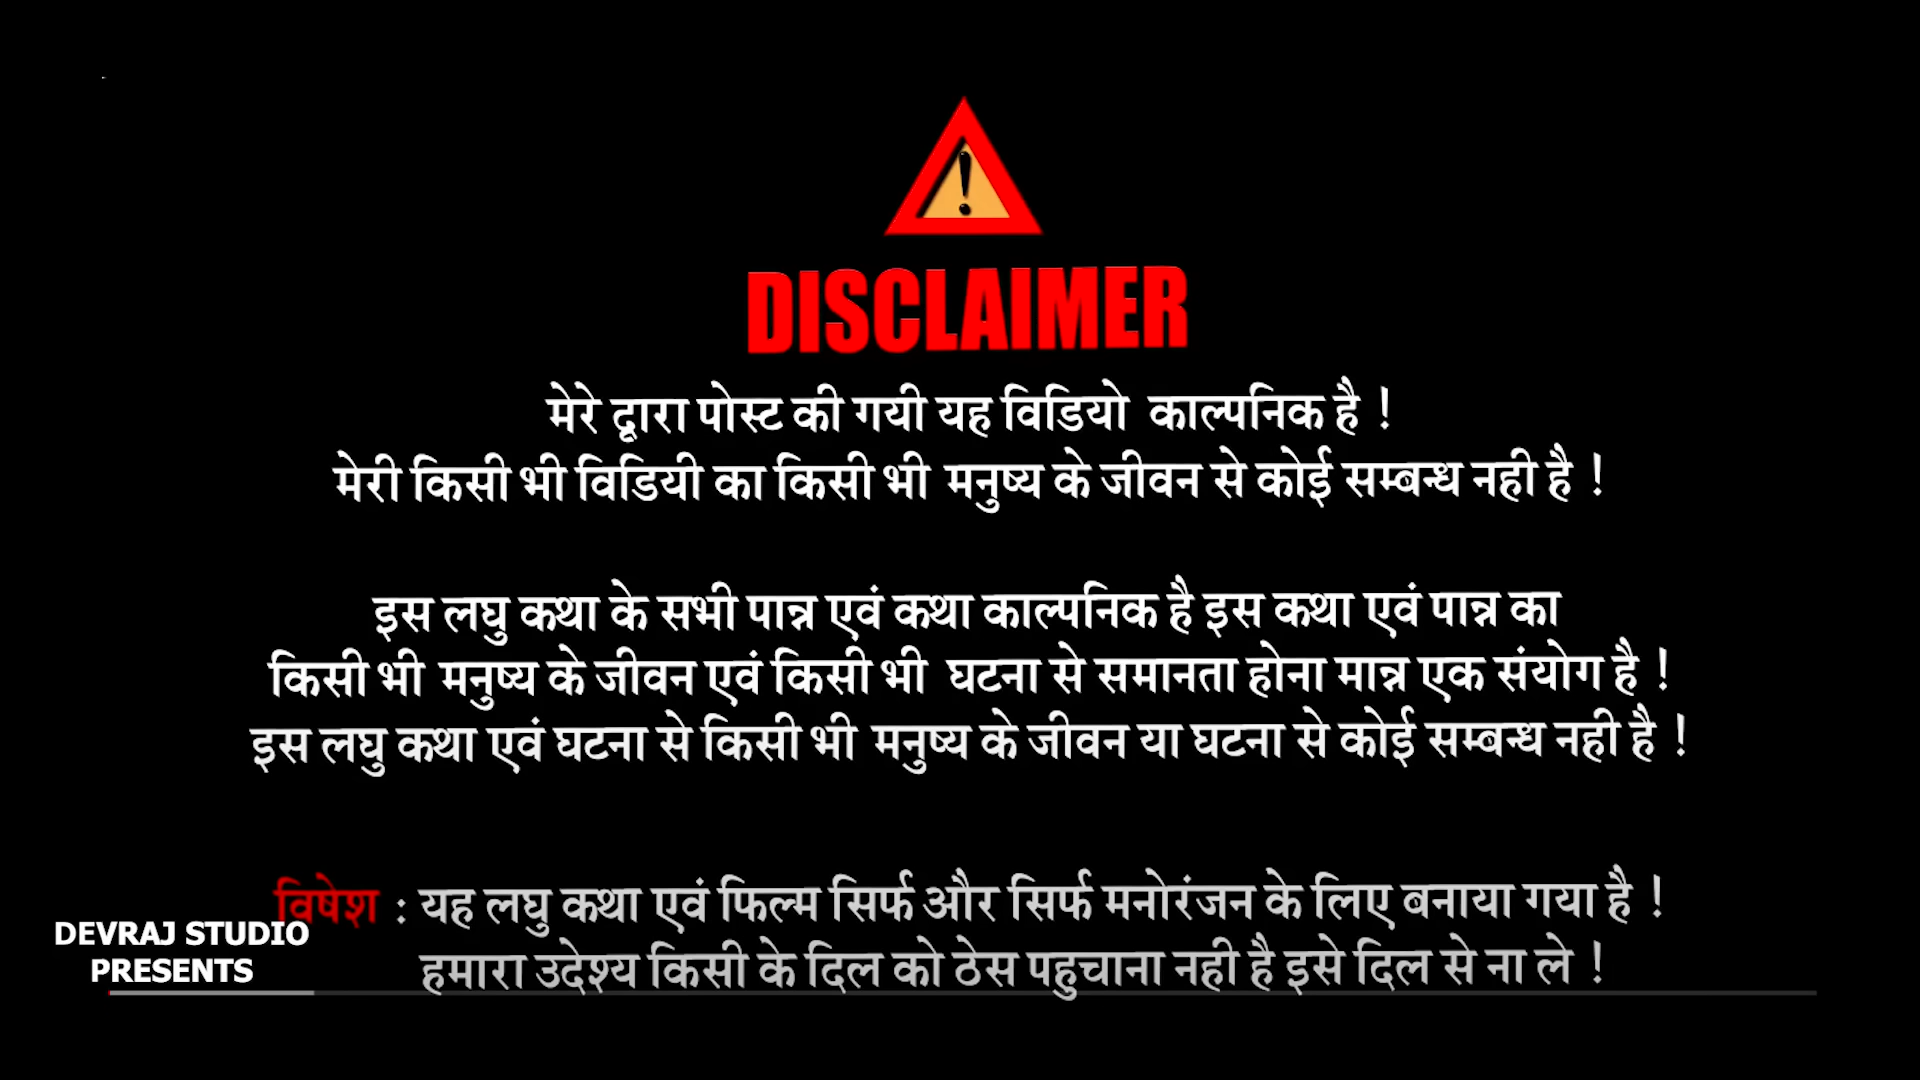 DISCLAIMER
मेरे द्वारा पोस्ट की गयी यह विडियो काल्पनिक है !
मेरी किसी भी विडियी का किसी भी मनुष्य के जीवन से कोई सम्बन्ध नही है !
इस लघु कथा के सभी पान्न एवं कथा काल्पनिक है इस कथा एवं पान्न का
किसी भी मनुष्य के जीवन एवं किसी भी घटना से समानता होना मान्न एक संयोग है !
इस लघु कथा एवं घटना से किसी भी मनुष्य के जीवन या घटना से कोई सम्बन्ध नही है !
विषेश : यह लघु कथा एवं फिल्म सिर्फ और सिर्फ मनोरंजन के लिए बनाया गया है !
हमारा उदेश्य किसी के दिल को ठेस पहुचाना नही है इसे दिल से ना ले !
DEVRAJ STUDIO
PRESENTS